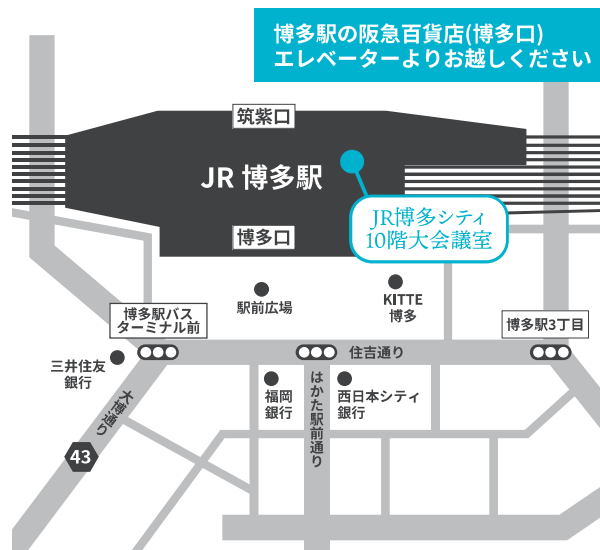 博多駅の阪急百貨店(博多口)
エレベーターよりお越しください
筑紫口
JR 博多駅
JR博多シティ
10階大会議室
博多口
駅前広場
KITTE
博多
博多駅バス
ターミナル前
博多駅3丁目
三井住友
銀行
住吉通り
大博通り
福岡
銀行
はかた駅前通り
西日本シティ
銀行
43